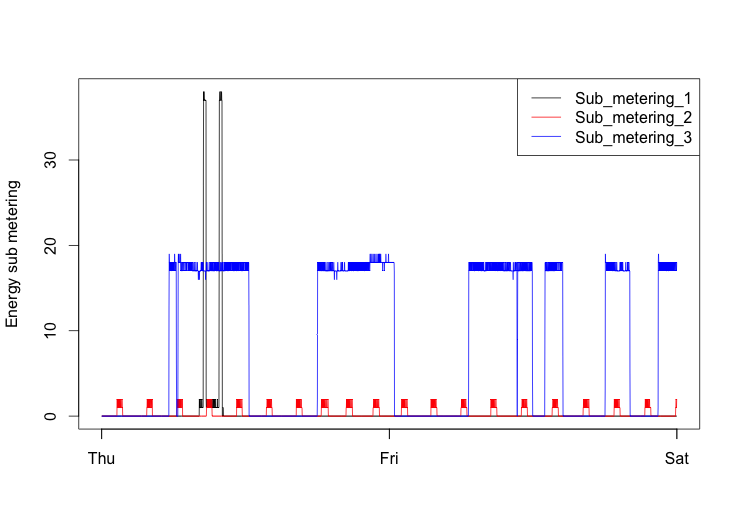 Sub_metering_1
Sub_metering_2
Sub_metering_3
Energy sub metering
30
20
10
0
Thu
Fri
Sat